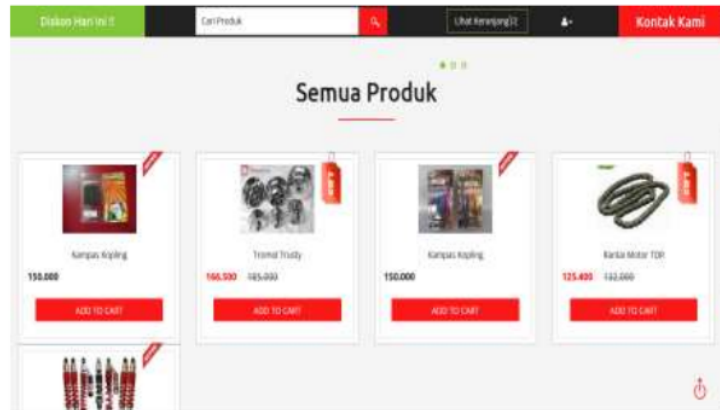 Diskon Hari Ini !!
Cari Produk
Lihat Keranjang
Kontak Kami
Semua Produk
Kampas Kopling
150.000
ADD TO CART
Tromol Trusty
166.500 185.000
ADD TO CART
Kampas Kopling
150.000
ADD TO CART
Rantai Motor TDR
125.400 132.000
ADD TO CART